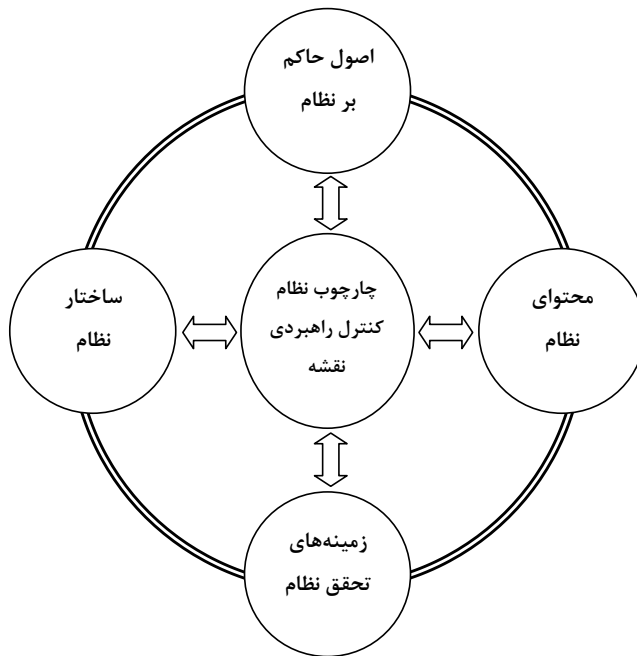 اصول حاکم
بر نظام
محتوای
نظام
چارچوب نظام
کنترل راهبردی
نقشه
ساختار
نظام
زمینه‌های
تحقق نظام